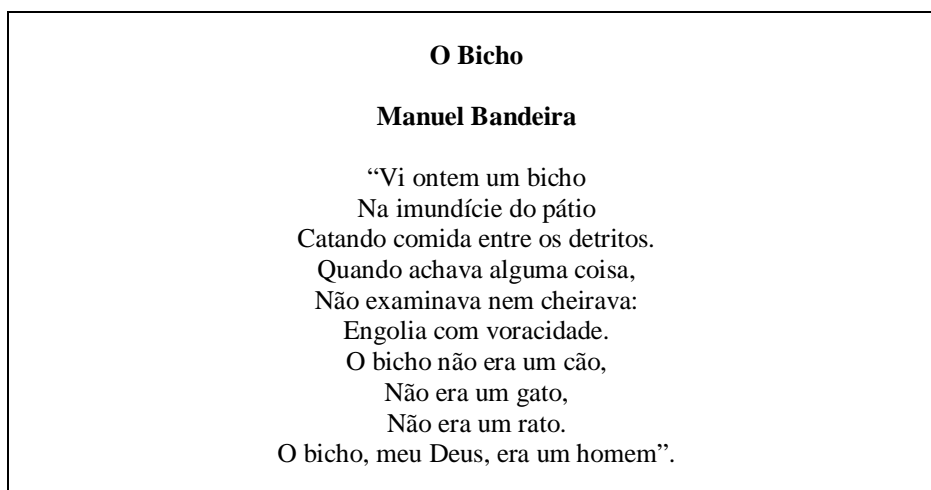 O Bicho
Manuel Bandeira
“Vi ontem um bicho
Na imundície do pátio
Catando comida entre os detritos.
Quando achava alguma coisa,
Não examinava nem cheirava:
Engolia com voracidade.
O bicho não era um cão,
Não era um gato,
Não era um rato.
O bicho, meu Deus, era um homem”.